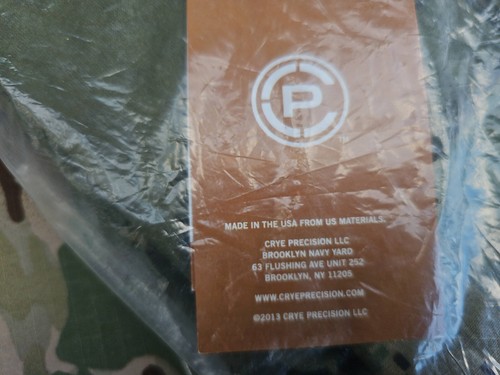 CP
MADE IN THE USA FROM US MATERIALS.
CRYE PRECISION LLC
BROOKLYN NAVY YARD
63 FLUSHING AVE UNIT 252
BROOKLYN, NY 11205
WWW.CRYEPRECISION.COM
©2013 CRYE PRECISION LLC